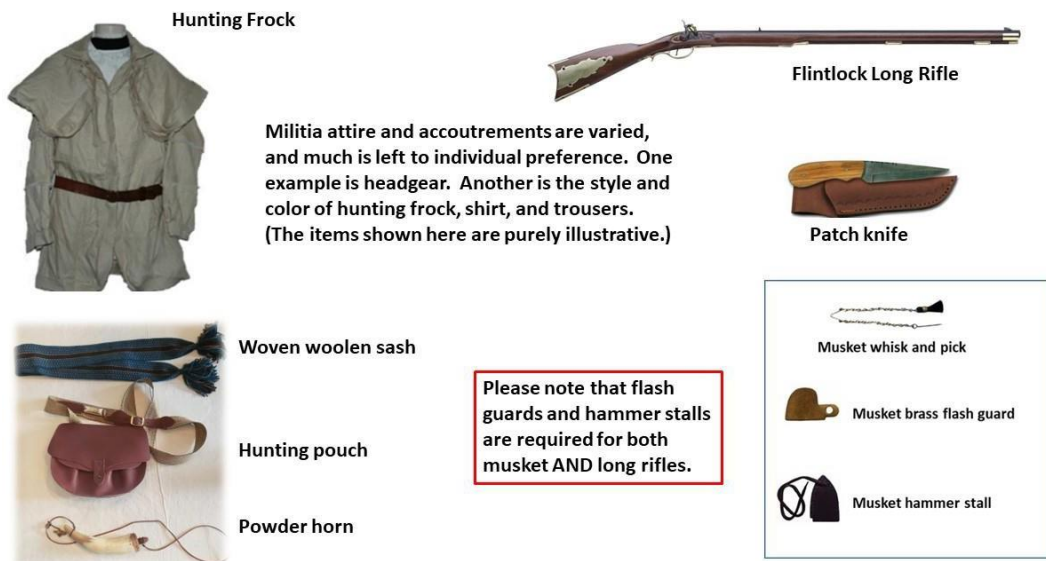 Hunting Frock
Flintlock Long Rifle
Militia attire and accoutrements are varied,
and much is left to individual preference.  One
example is headgear.  Another is the style and
color of hunting frock, shirt, and trousers.
(The items shown here are purely illustrative.)
Patch knife
Woven woolen sash
Hunting pouch
Powder horn
Please note that flash
guards and hammer stalls
are required for both
musket AND long rifles.
Musket whisk and pick
Musket brass flash guard
Musket hammer stall